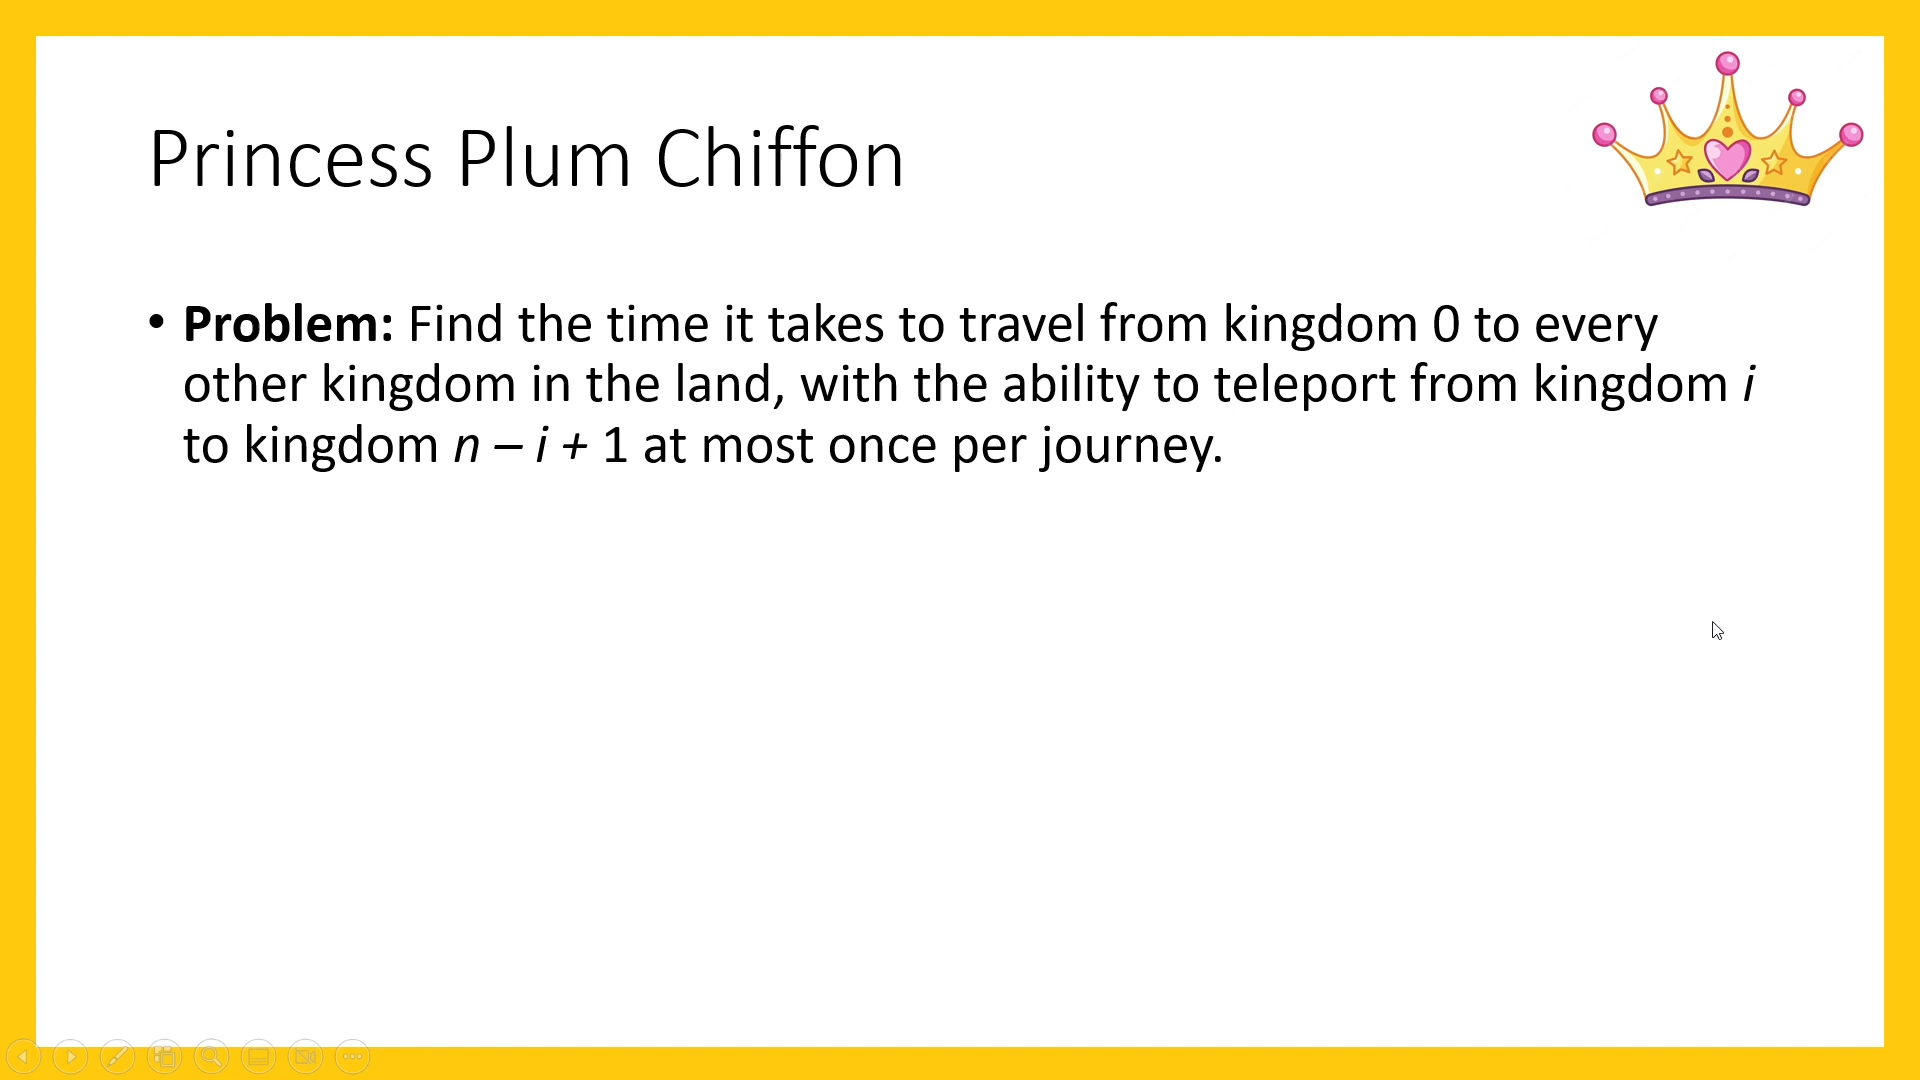 Princess Plum Chiffon
• Problem: Find the time it takes to travel from kingdom 0 to every
other kingdom in the land, with the ability to teleport from kingdom i
to kingdom n – i + 1 at most once per journey.